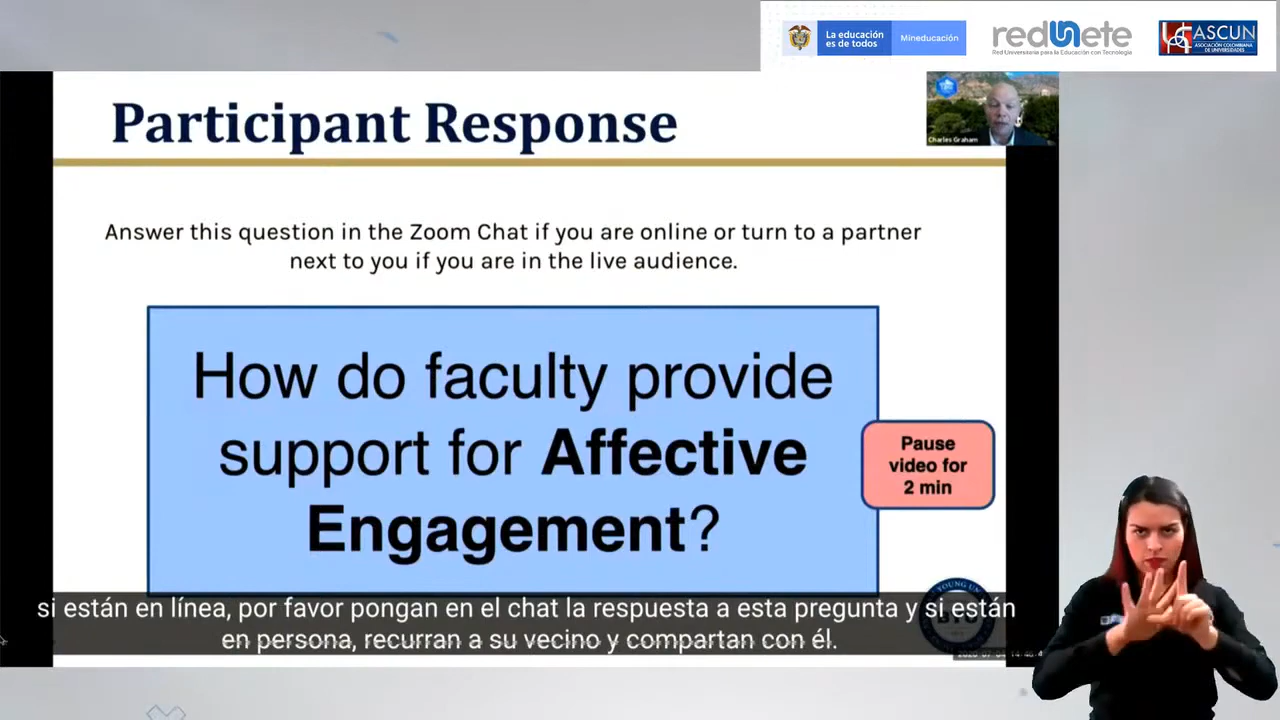 La educación
es de todos
Mineducación
redunete
Red Universitaria para la Educación con Tecnología
ASCUN
ASOCIACIÓN COLOMBIANA
DE UNIVERSIDADES
Participant Response
Charles Graham
Answer this question in the Zoom Chat if you are online or turn to a partner
next to you if you are in the live audience.
How do faculty provide
support for Affective
Engagement?
Pause
video for
2 min
si están en línea, por favor pongan en el chat la respuesta a esta pregunta y si están
en persona, recurran a su vecino y compartan con él.